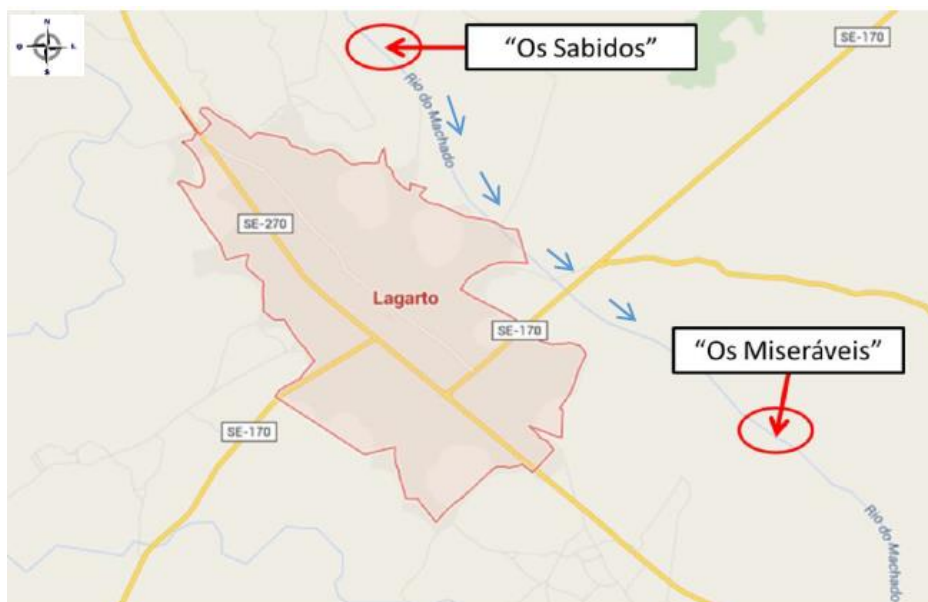 N
O
L
S
“Os Sabidos”
SE-170
Rio do Machado
SE-270
Lagarto
SE-170
“Os Miseráveis”
SE-170
Rio do Machado